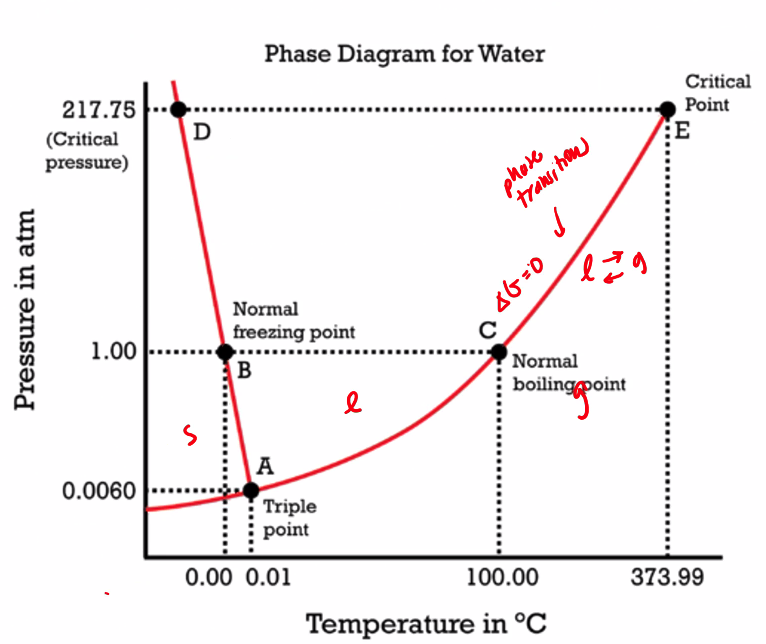 Phase Diagram for Water
Critical
Point
217.75
(Critical
pressure)
D
E
phase
transition
ΔG=0
l ⇄ g
Pressure in atm
Normal
freezing point
1.00
B
C
Normal
boiling point
g
l
s
A
0.0060
Triple
point
0.00 0.01 100.00 373.99
Temperature in °C